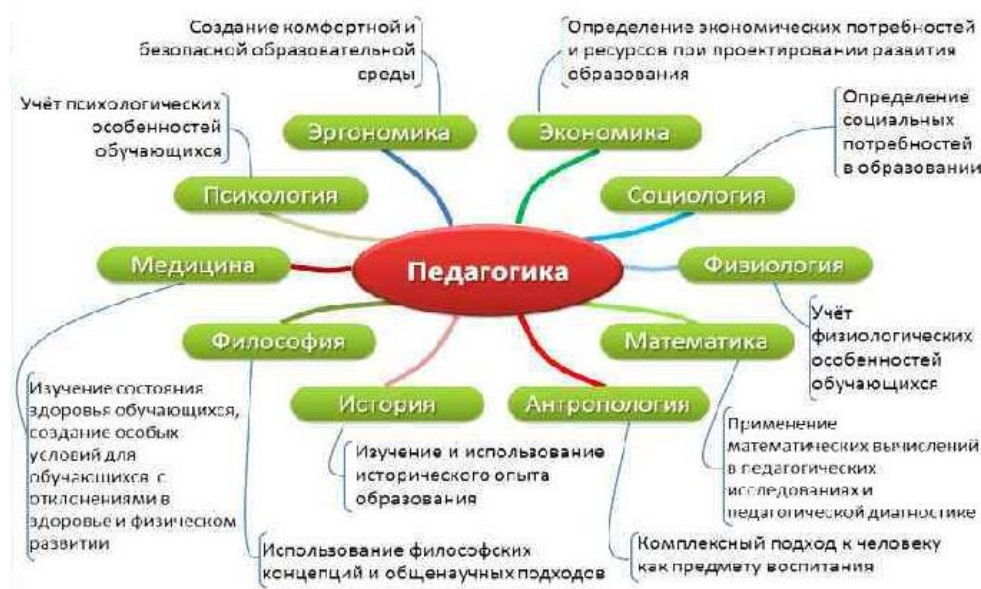 Создание комфортной и
безопасной образовательной
среды
Определение экономических потребностей
и ресурсов при проектировании развития
образования
Учёт психологических
особенностей
обучающихся
Эргономика
Экономика
Определение
социальных
потребностей
в образовании
Психология
Социология
Медицина
Педагогика
Физиология
Философия
Математика
Учёт
физиологических
особенностей
обучающихся
История
Антропология
Изучение состояния
здоровья обучающихся,
создание особых
условий для
обучающихся с
отклонениями в
здоровье и физическом
развитии
Изучение и использование
исторического опыта
образования
Применение
математических вычислений
в педагогических
исследованиях и
педагогической диагностике
Использование философских
концепций и общенаучных подходов
Комплексный подход к человеку
как предмету воспитания